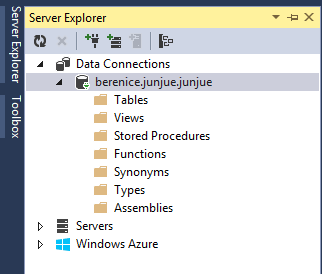 Server Explorer
Server Explorer
Toolbox
Data Connections
berenice.junjue.junjue
Tables
Views
Stored Procedures
Functions
Synonyms
Types
Assemblies
Servers
Windows Azure